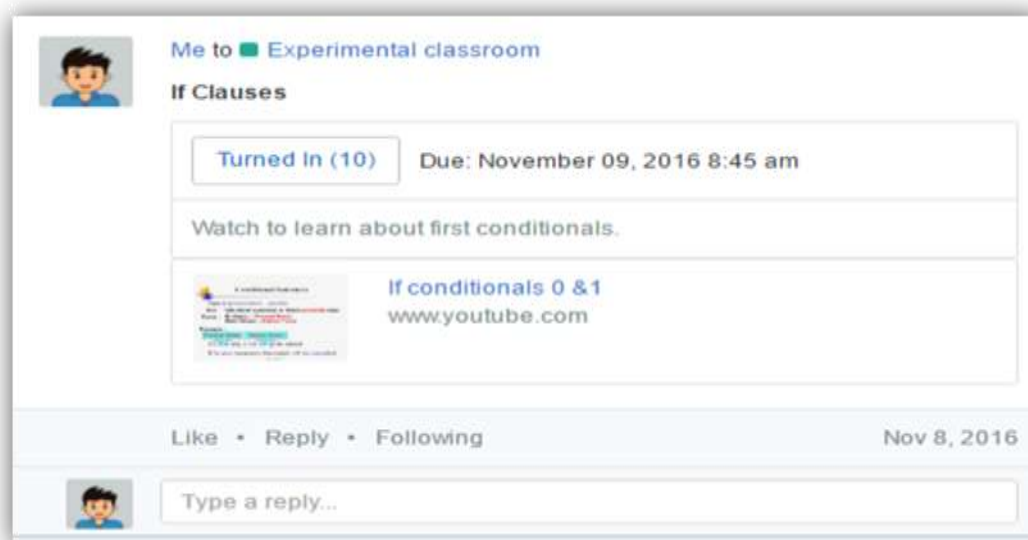 Me to Experimental classroom
If Clauses
Turned In (10) Due: November 09, 2016 8:45 am
Watch to learn about first conditionals.
If conditionals 0 &1
www.youtube.com
Like • Reply • Following Nov 8, 2016
Type a reply...